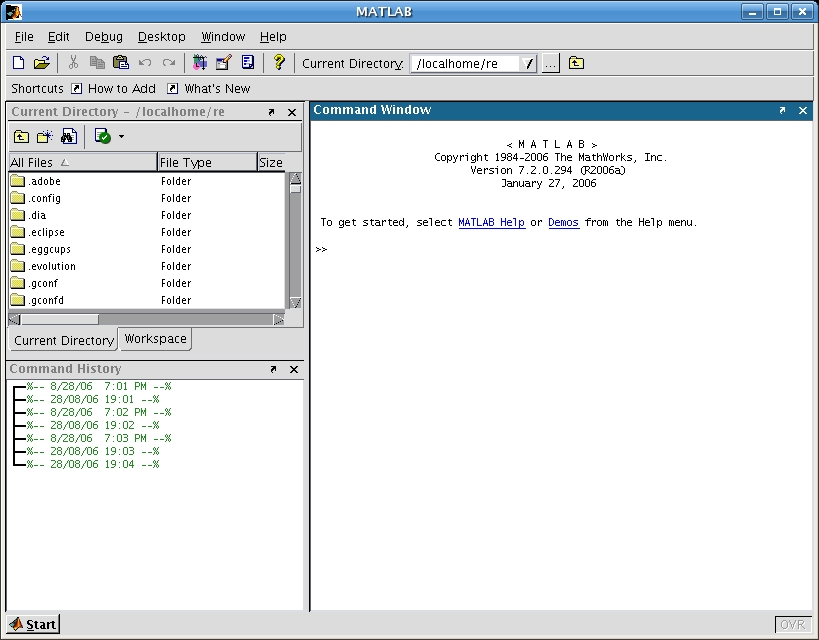 MATLAB
File Edit Debug Desktop Window Help
Current Directory: /localhome/re ...
Shortcuts How to Add What's New
Current Directory - /localhome/re
All Files File Type Size
.adobe Folder
.config Folder
.dia Folder
.eclipse Folder
.eggcups Folder
.evolution Folder
.gconf Folder
.gconfd Folder
Current Directory Workspace
Command History
%-- 8/28/06 7:01 PM --%
%-- 28/08/06 19:01 --%
%-- 8/28/06 7:02 PM --%
%-- 28/08/06 19:02 --%
%-- 8/28/06 7:03 PM --%
%-- 28/08/06 19:03 --%
%-- 28/08/06 19:04 --%
Command Window
< M A T L A B >
Copyright 1984-2006 The MathWorks, Inc.
Version 7.2.0.294 (R2006a)
January 27, 2006
To get started, select MATLAB Help or Demos from the Help menu.
>>
Start
OVR